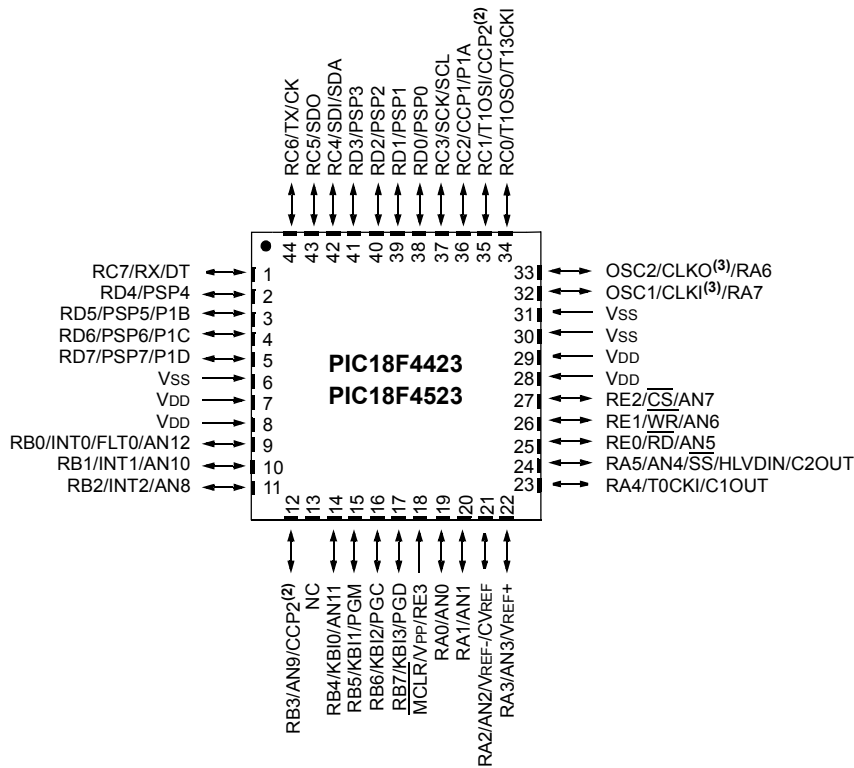 RC6/TX/CK
RC5/SDO
RC4/SDI/SDA
RD3/PSP3
RD2/PSP2
RD1/PSP1
RD0/PSP0
RC3/SCK/SCL
RC2/CCP1/P1A
RC1/T1OSI/CCP2(2)
RC0/T1OSO/T13CKI
44
43
42
41
40
39
38
37
36
35
34
RC7/RX/DT 1
RD4/PSP4 2
RD5/PSP5/P1B 3
RD6/PSP6/P1C 4
RD7/PSP7/P1D 5
VSS 6
VDD 7
VDD 8
RB0/INT0/FLT0/AN12 9
RB1/INT1/AN10 10
RB2/INT2/AN8 11
PIC18F4423
PIC18F4523
33 OSC2/CLKO(3)/RA6
32 OSC1/CLKI(3)/RA7
31 VSS
30 VSS
29 VDD
28 VDD
27 RE2/CS/AN7
26 RE1/WR/AN6
25 RE0/RD/AN5
24 RA5/AN4/SS/HLVDIN/C2OUT
23 RA4/T0CKI/C1OUT
12
13
14
15
16
17
18
19
20
21
22
RB3/AN9/CCP2(2)
NC
RB4/KBI0/AN11
RB5/KBI1/PGM
RB6/KBI2/PGC
RB7/KBI3/PGD
MCLR/VPP/RE3
RA0/AN0
RA1/AN1
RA2/AN2/VREF-/CVREF
RA3/AN3/VREF+